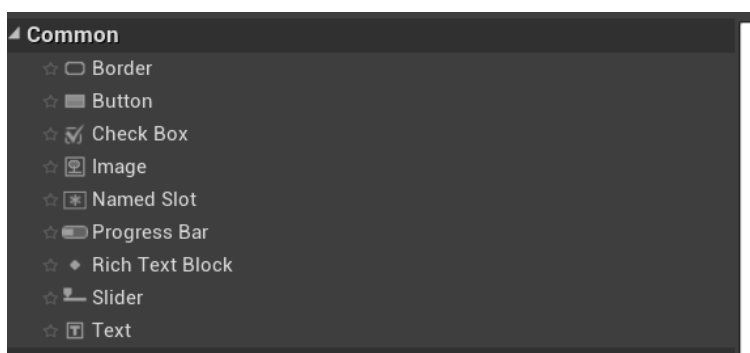 Common
Border
Button
Check Box
Image
Named Slot
Progress Bar
Rich Text Block
Slider
Text